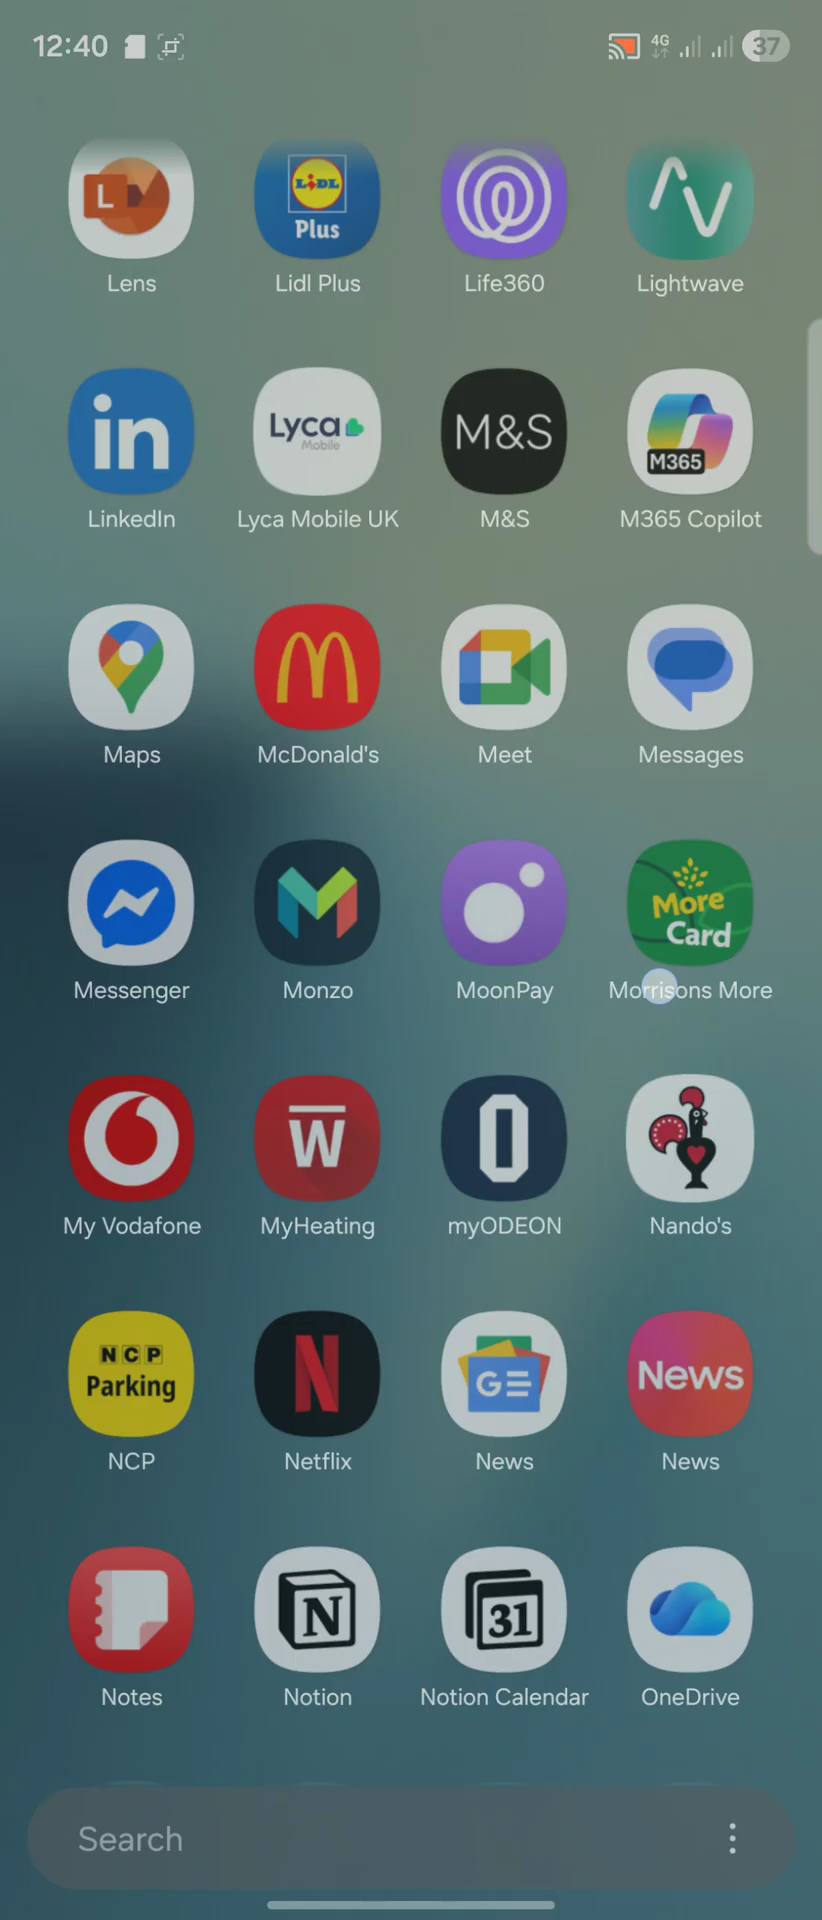 12:40 4G 37
L LiDL Plus
Lens Lidl Plus Life360 Lightwave
in Lyca Mobile M&S M365
LinkedIn Lyca Mobile UK M&S M365 Copilot
Maps McDonald's Meet Messages
More Card
Messenger Monzo MoonPay Morrisons More
W
My Vodafone MyHeating myODEON Nando's
NCP Parking N GE News
NCP Netflix News News
N 31
Notes Notion Notion Calendar OneDrive
Search